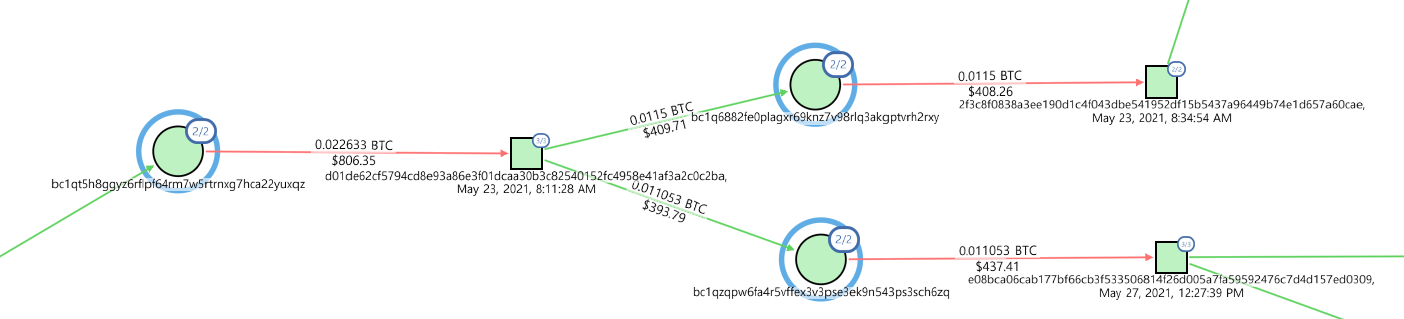 2/2
bc1qt5h8ggyz6rfipf64rm7w5rtrnxg7hca22yuxqz
0.022633 BTC
$806.35
3/3
d01de62cf5794cd8e93a86e3f01dcaa30b3c82540152fc4958e41af3a2c0c2ba,
May 23, 2021, 8:11:28 AM
0.0115 BTC
$409.71
2/2
bc1q6882fe0plagxr69knz7v98rlq3akgptvrh2rxy
0.0115 BTC
$408.26
2/2
2f3c8f0838a3ee190d1c4f043dbe541952df15b5437a96449b74e1d657a60cae,
May 23, 2021, 8:34:54 AM
0.011053 BTC
$393.79
2/2
bc1qzqpw6fa4r5vffex3v3pse3ek9n543ps3sch6zq
0.011053 BTC
$437.41
3/3
e08bca06cab177bf66cb3f533506814f26d005a7fa59592476c7d4d157ed0309,
May 27, 2021, 12:27:39 PM